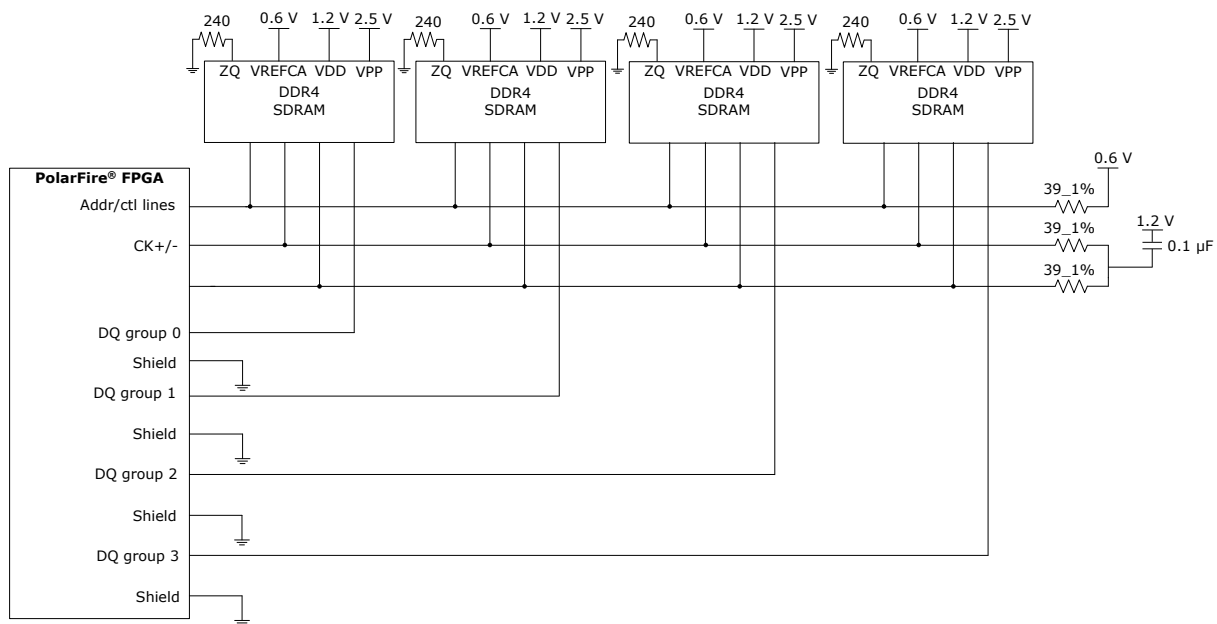 240 0.6 V 1.2 V 2.5 V 240 0.6 V 1.2 V 2.5 V 240 0.6 V 1.2 V 2.5 V 240 0.6 V 1.2 V 2.5 V
ZQ VREFCA VDD VPP ZQ VREFCA VDD VPP ZQ VREFCA VDD VPP ZQ VREFCA VDD VPP
DDR4 DDR4 DDR4 DDR4
SDRAM SDRAM SDRAM SDRAM
0.6 V
PolarFire® FPGA
39_1%
Addr/ctl lines
1.2 V
39_1%
CK+/-
0.1 µF
39_1%
DQ group 0
Shield
DQ group 1
Shield
DQ group 2
Shield
DQ group 3
Shield